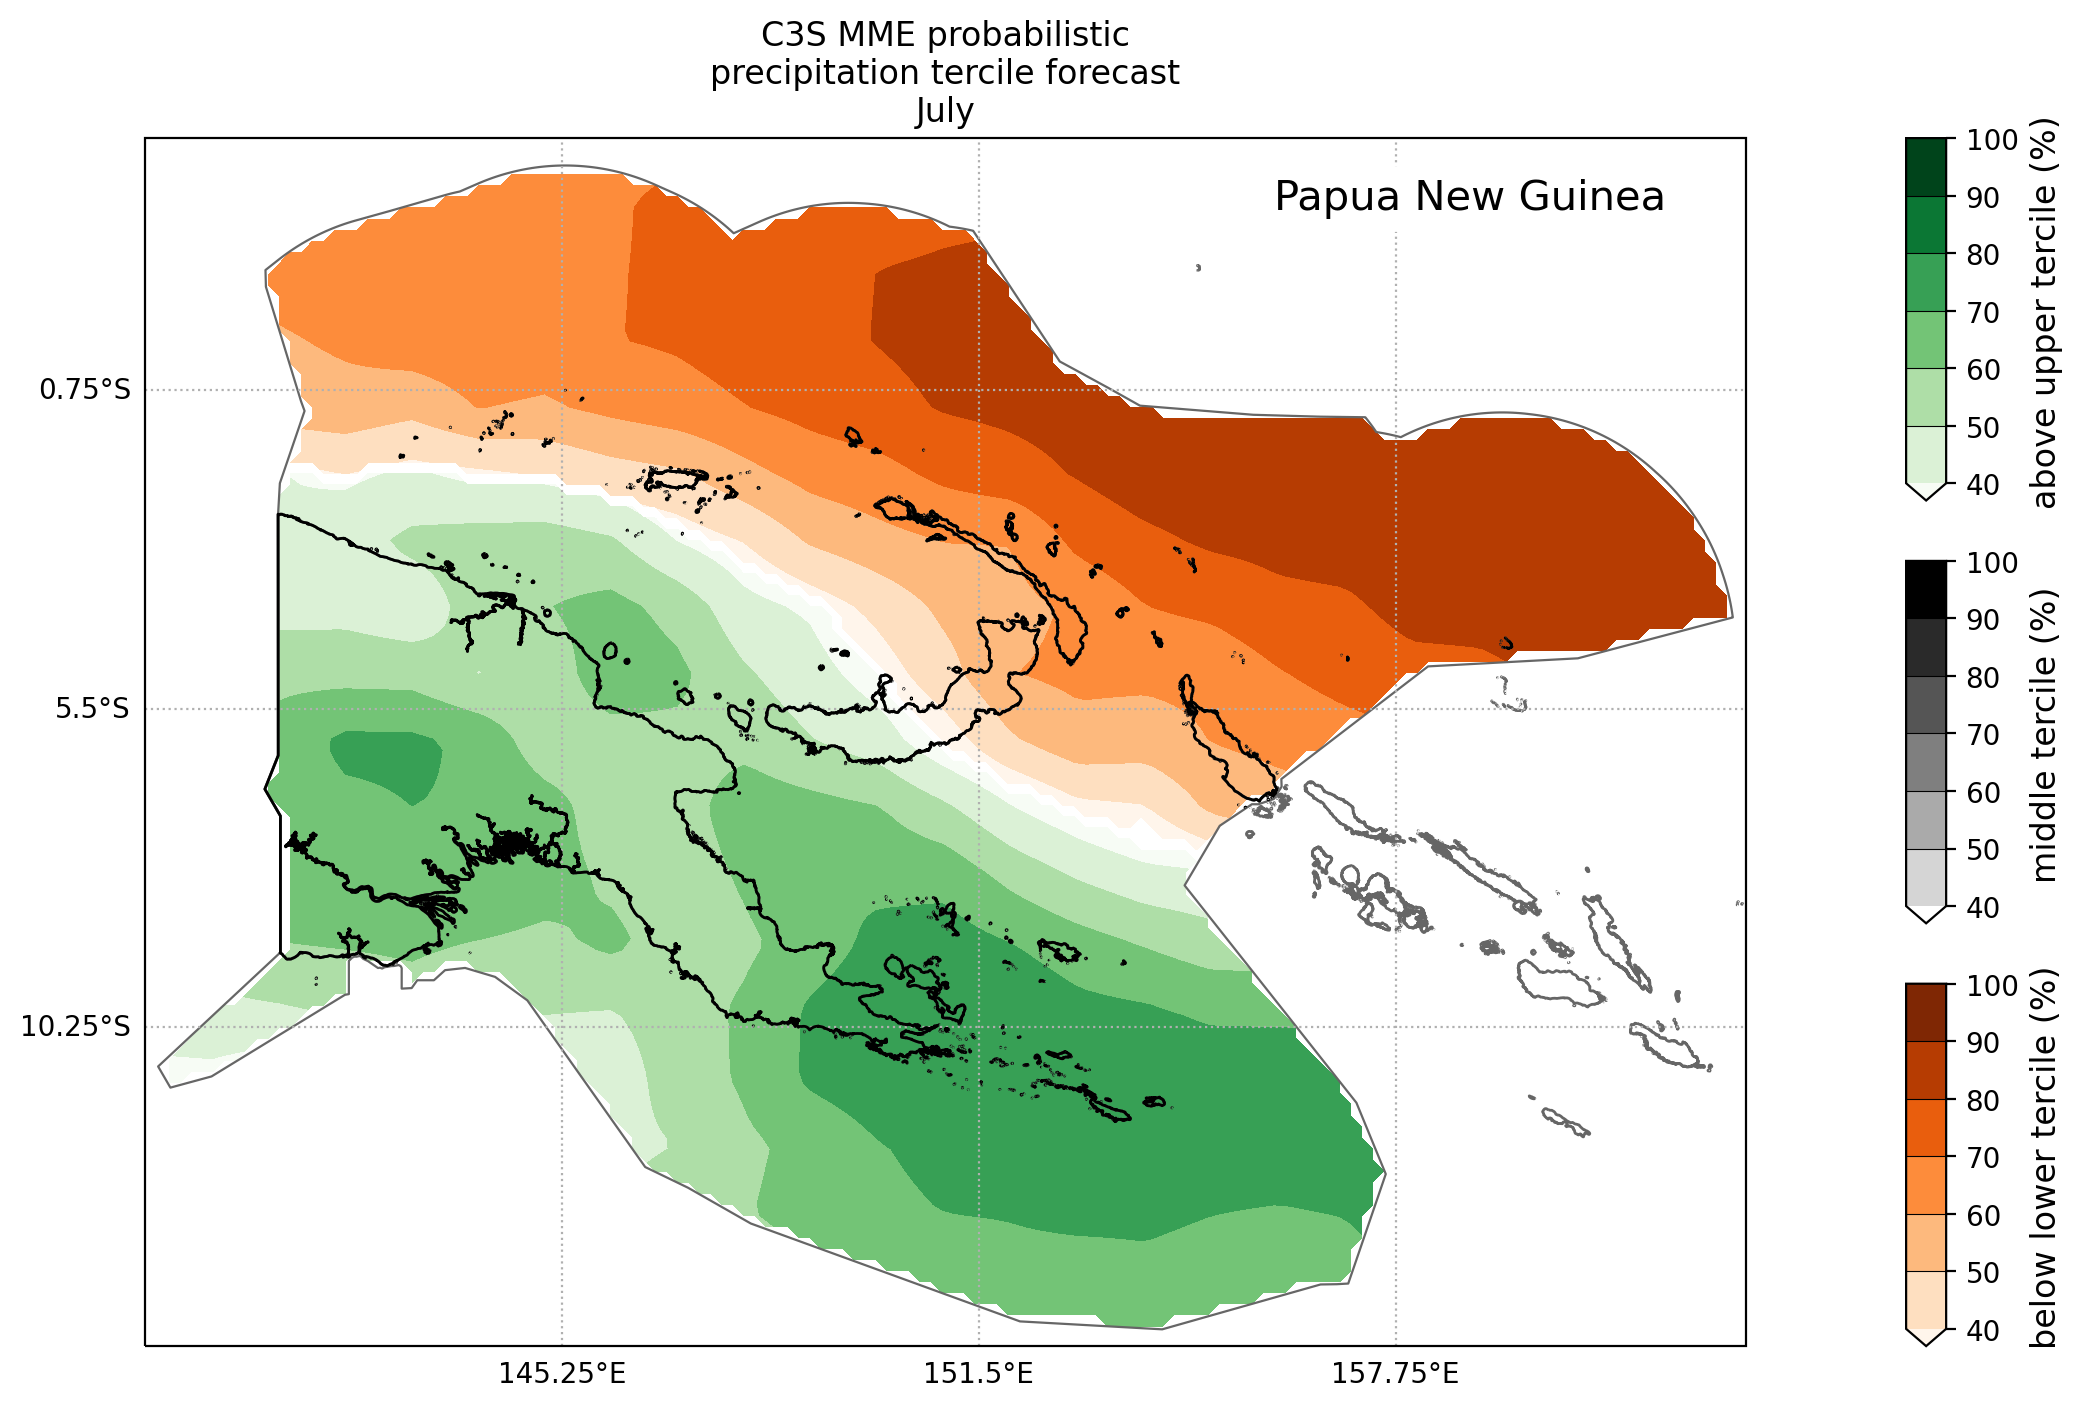 C3S MME probabilistic
precipitation tercile forecast
July
Papua New Guinea
0.75°S
5.5°S
10.25°S
145.25°E
151.5°E
157.75°E
100
90
80
70
60
50
40
above upper tercile (%)
100
90
80
70
60
50
40
middle tercile (%)
100
90
80
70
60
50
40
below lower tercile (%)